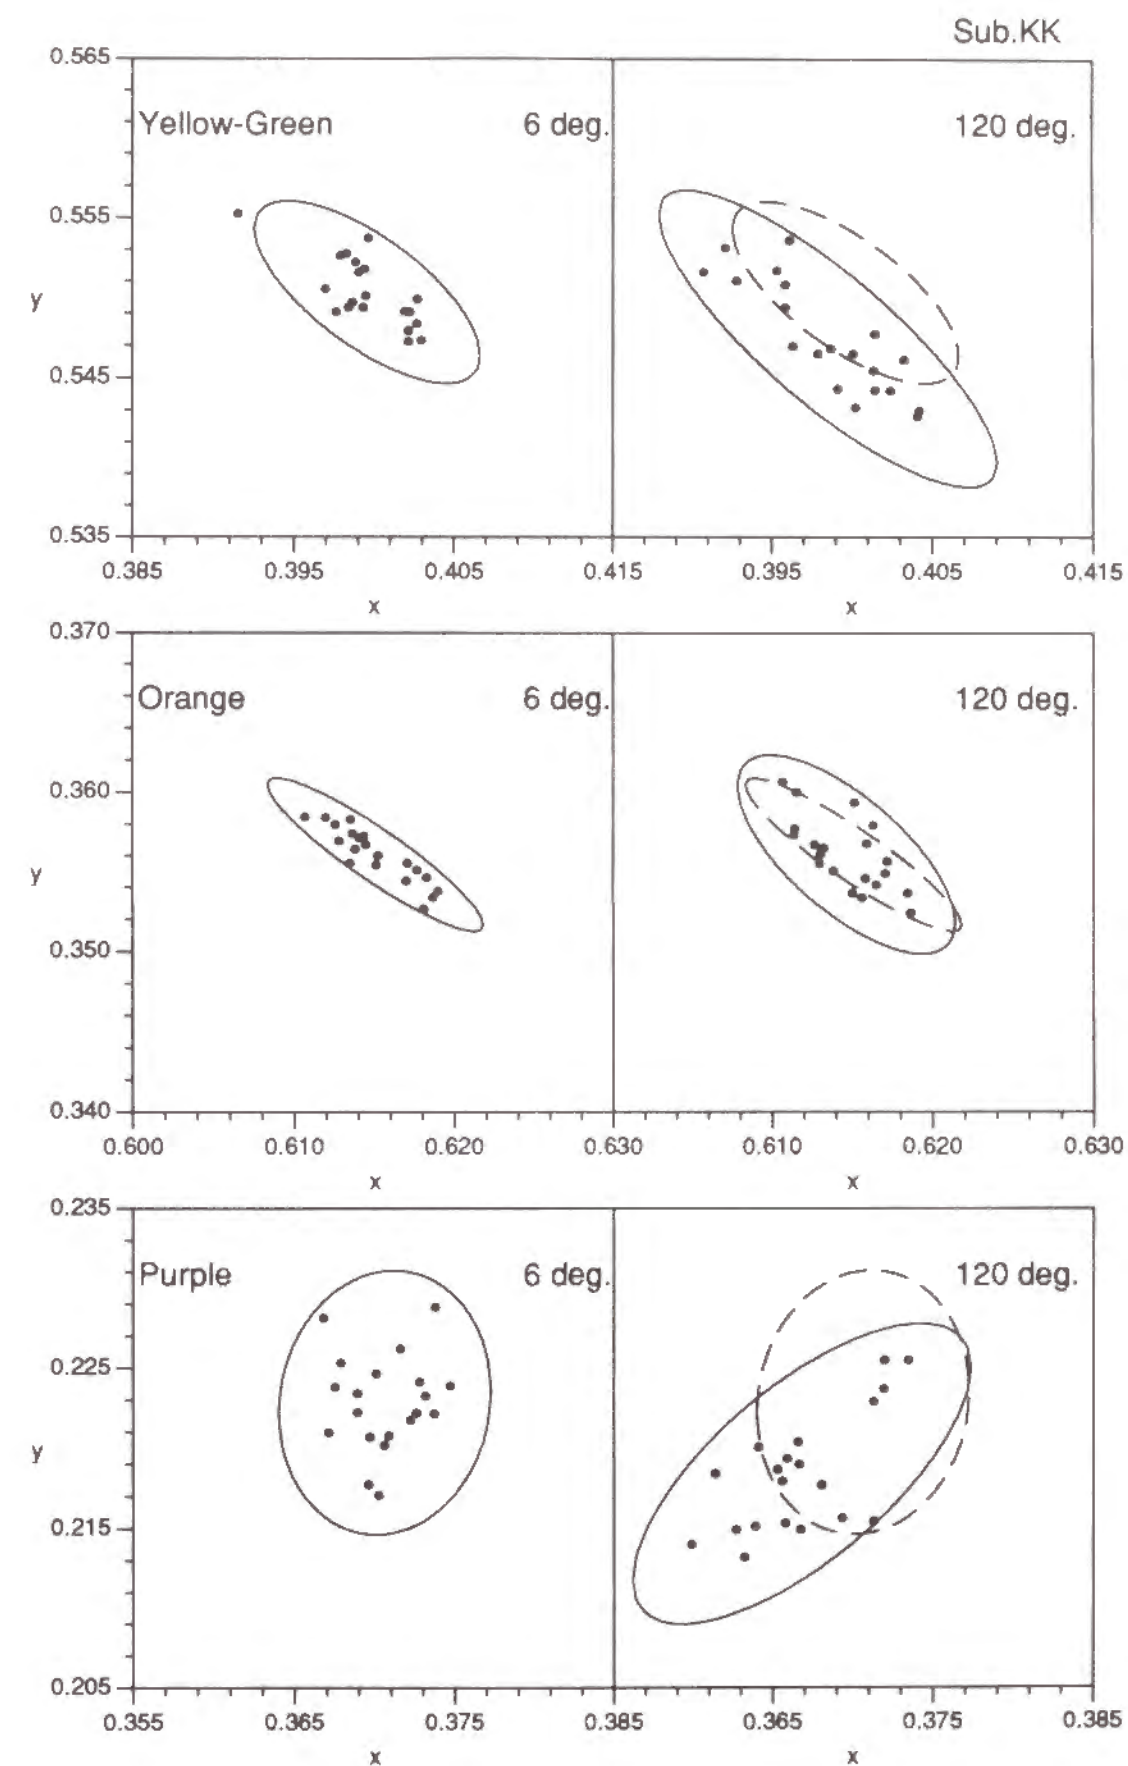 Sub.KK
0.565
Yellow-Green 6 deg. 120 deg.
0.555
y
0.545
0.535
0.385 0.395 0.405 0.415 0.395 0.405 0.415
x x
0.370
Orange 6 deg. 120 deg.
0.360
y
0.350
0.340
0.600 0.610 0.620 0.630 0.610 0.620 0.630
x x
0.235
Purple 6 deg. 120 deg.
0.225
y
0.215
0.205
0.355 0.365 0.375 0.385 0.365 0.375 0.385
x x